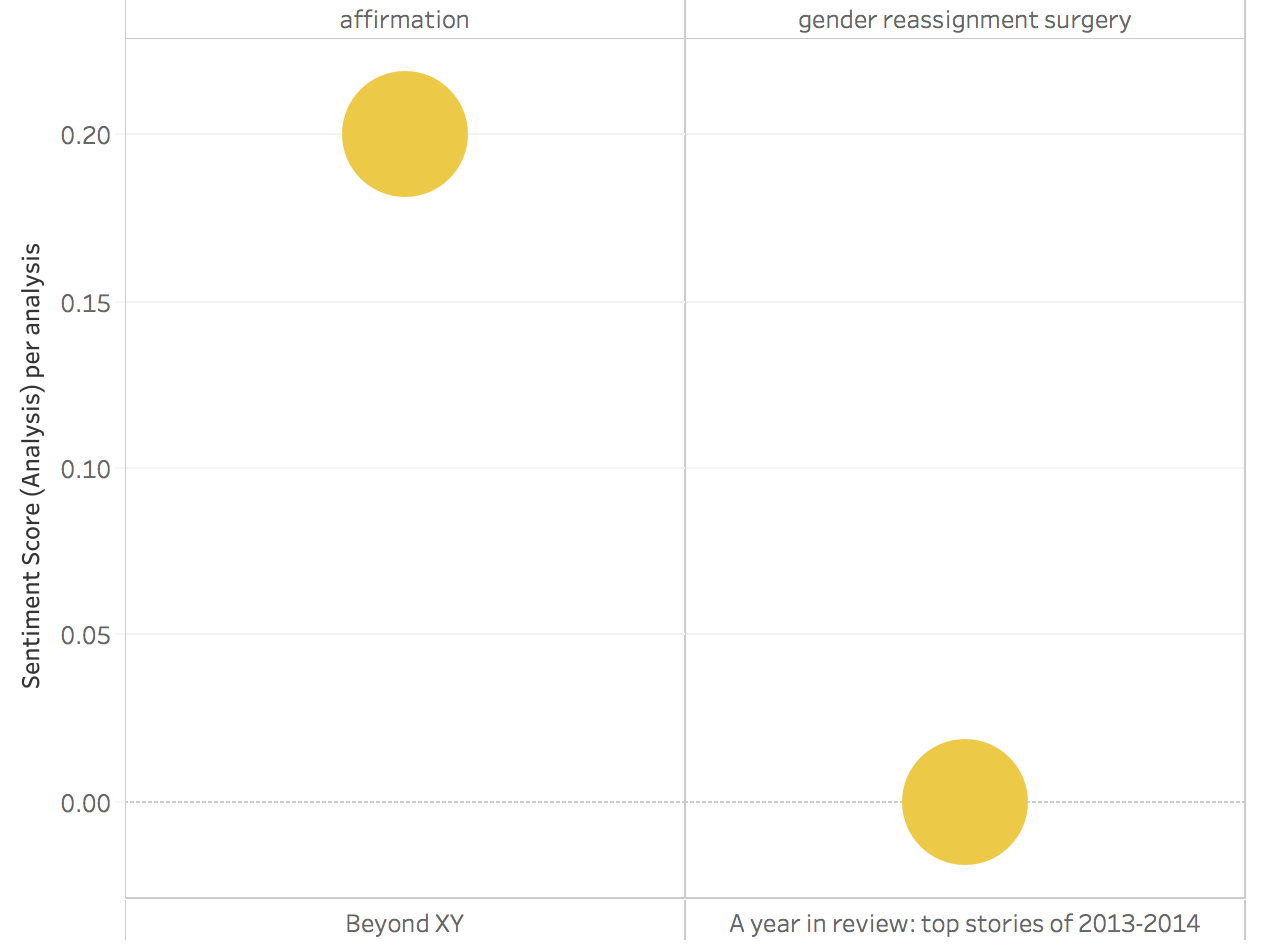 affirmation
gender reassignment surgery
Sentiment Score (Analysis) per analysis
0.20
0.15
0.10
0.05
0.00
Beyond XY
A year in review: top stories of 2013-2014